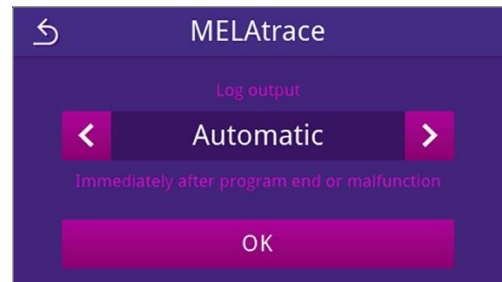 MELAtrace
Log output
Automatic
Immediately after program end or malfunction
OK